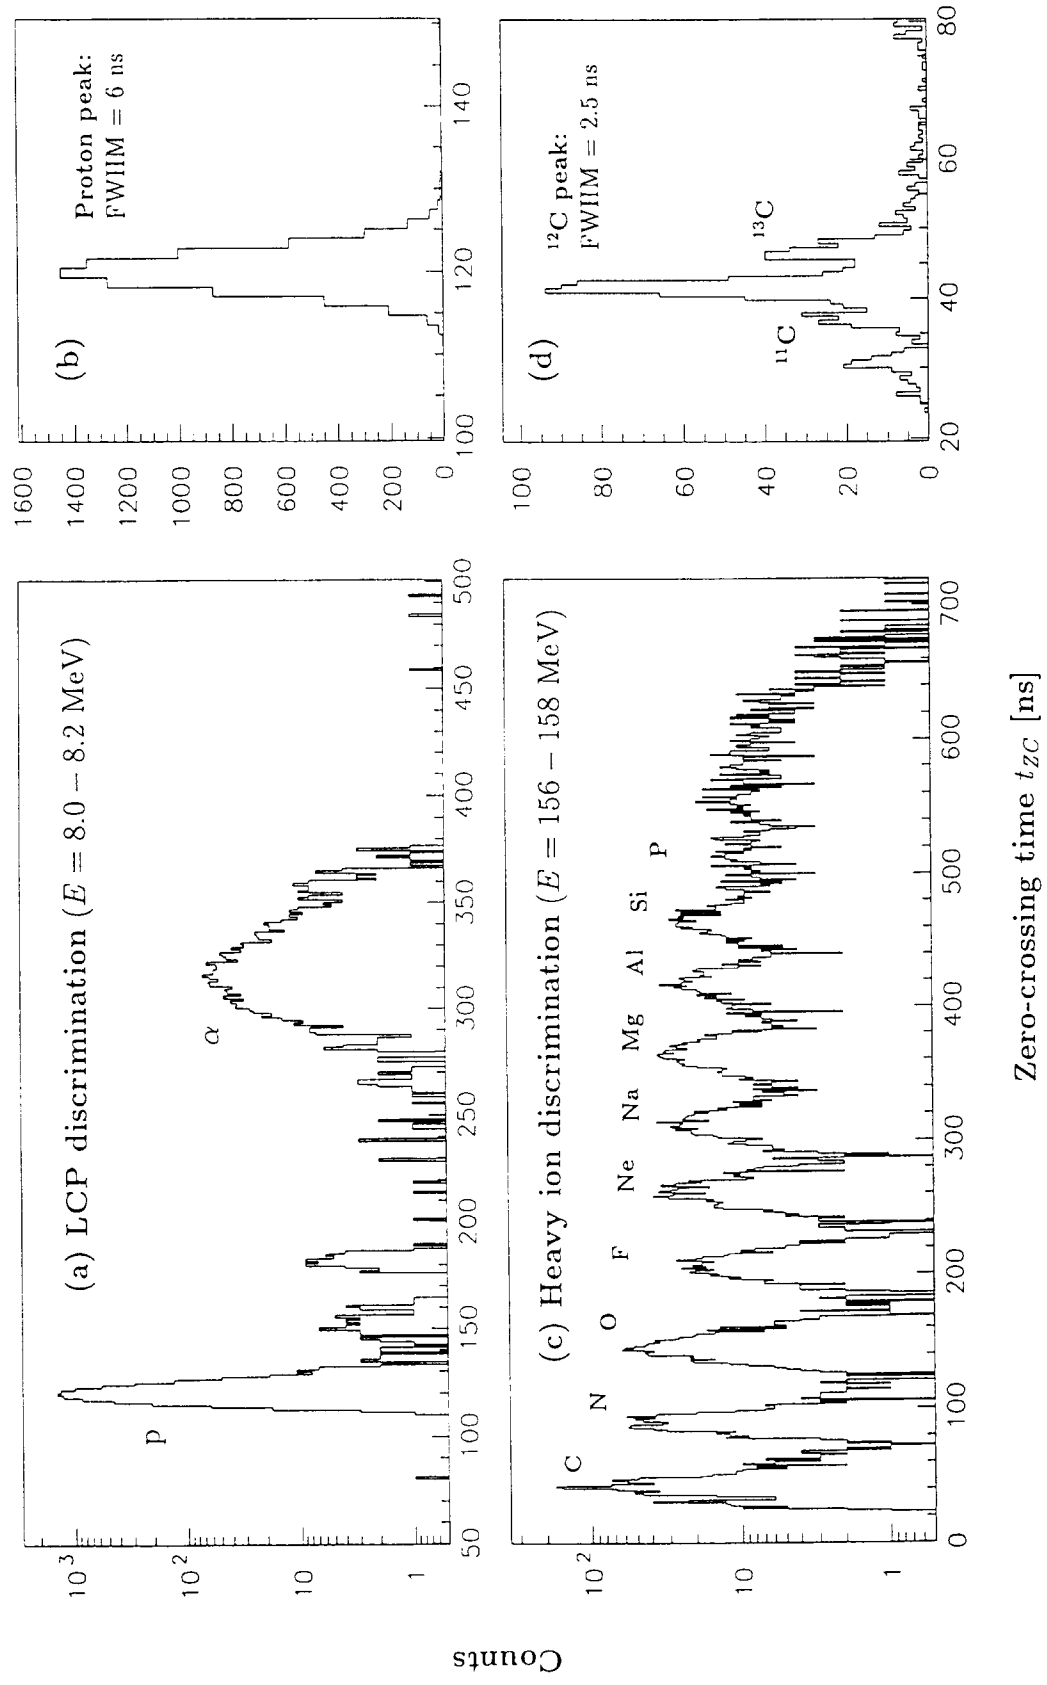 Counts
(a) LCP discrimination (E = 8.0 – 8.2 MeV)
10³
10²
10
1
p
α
50
100
150
200
250
300
350
400
450
500
(b)
Proton peak:
FWIIM = 6 ns
1600
1400
1200
1000
800
600
400
200
0
100
120
140
(c) Heavy ion discrimination (E = 156 – 158 MeV)
10²
10
1
C
N
O
F
Ne
Na
Mg
Al
Si
P
0
100
200
300
400
500
600
700
(d)
¹²C peak:
FWIIM = 2.5 ns
¹¹C
¹³C
100
80
60
40
20
0
20
40
60
80
Zero-crossing time tZC [ns]